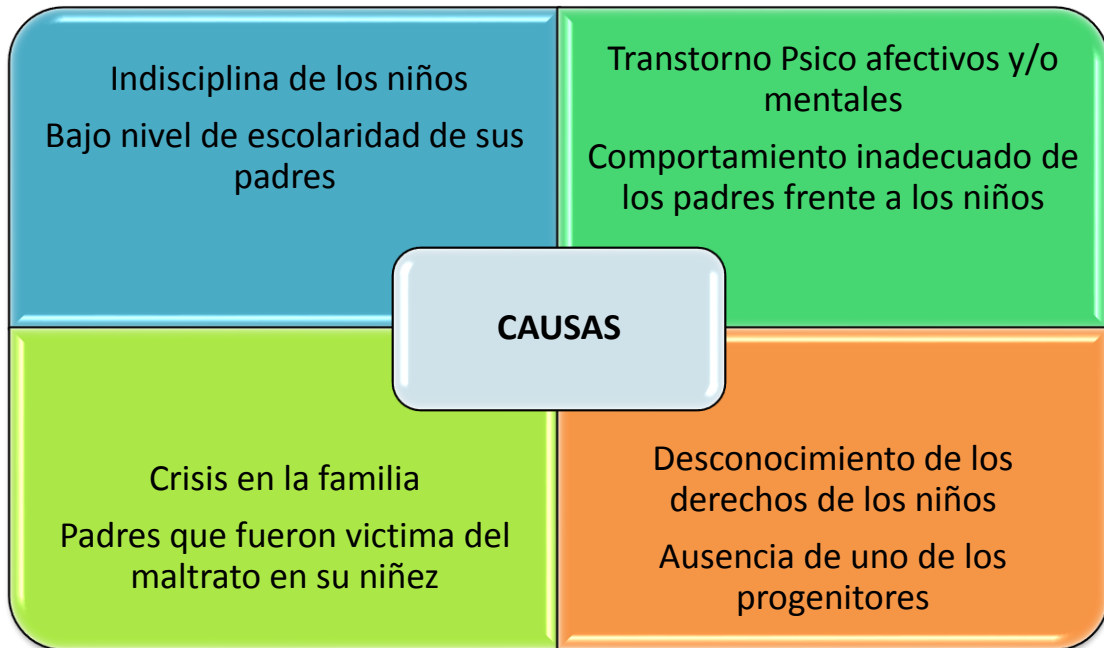 Indisciplina de los niños
Bajo nivel de escolaridad de sus
padres
Transtorno Psico afectivos y/o
mentales
Comportamiento inadecuado de
los padres frente a los niños
CAUSAS
Crisis en la familia
Padres que fueron victima del
maltrato en su niñez
Desconocimiento de los
derechos de los niños
Ausencia de uno de los
progenitores